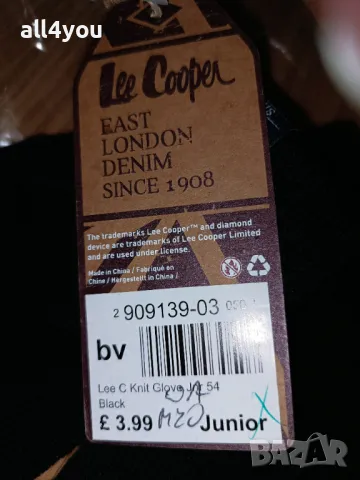 all4you
Lee Cooper
EAST
LONDON
DENIM
SINCE 1908
The trademarks Lee Cooper™ and diamond
device are trademarks of Lee Cooper Limited
and are used under license.
Made in China / Fabriqué en
Chine / Hergestellt in China /
2 909139-03
bv
Lee C Knit Glove Jnr 54
Black
£ 3.99 Junior
BAZAR